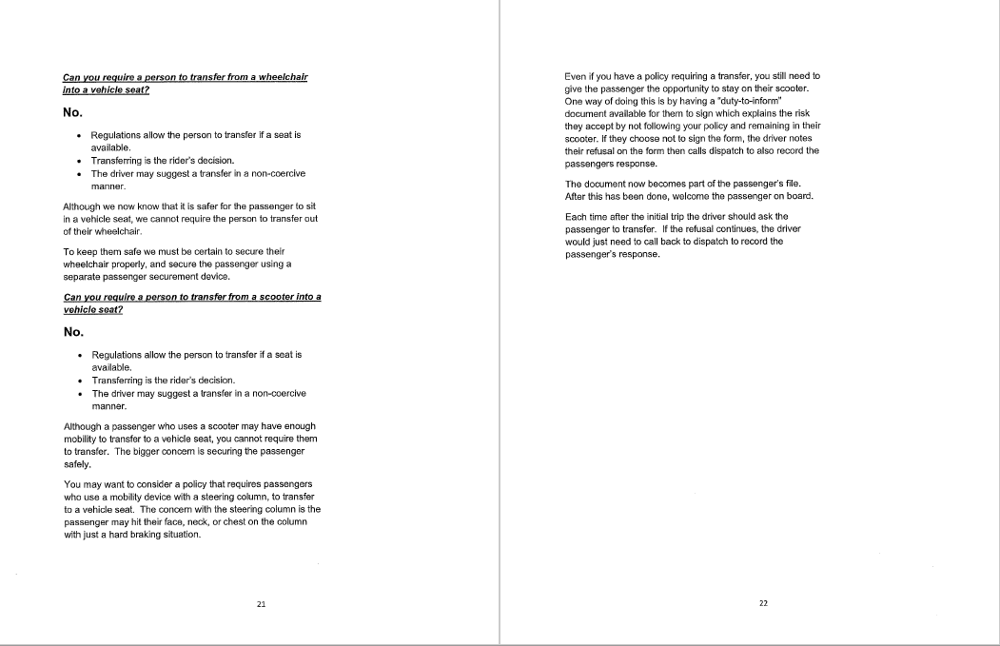 Can you require a person to transfer from a wheelchair
into a vehicle seat?
No.
• Regulations allow the person to transfer if a seat is
available.
• Transferring is the rider's decision.
• The driver may suggest a transfer in a non-coercive
manner.
Although we now know that it is safer for the passenger to sit
in a vehicle seat, we cannot require the person to transfer out
of their wheelchair.
To keep them safe we must be certain to secure their
wheelchair properly, and secure the passenger using a
separate passenger securement device.
Can you require a person to transfer from a scooter into a
vehicle seat?
No.
• Regulations allow the person to transfer if a seat is
available.
• Transferring is the rider's decision.
• The driver may suggest a transfer in a non-coercive
manner.
Although a passenger who uses a scooter may have enough
mobility to transfer to a vehicle seat, you cannot require them
to transfer. The bigger concern is securing the passenger
safely.
You may want to consider a policy that requires passengers
who use a mobility device with a steering column, to transfer
to a vehicle seat. The concern with the steering column is the
passenger may hit their face, neck, or chest on the column
with just a hard braking situation.
21
Even if you have a policy requiring a transfer, you still need to
give the passenger the opportunity to stay on their scooter.
One way of doing this is by having a "duty-to-inform"
document available for them to sign which explains the risk
they accept by not following your policy and remaining in their
scooter. If they choose not to sign the form, the driver notes
their refusal on the form then calls dispatch to also record the
passengers response.
The document now becomes part of the passenger's file.
After this has been done, welcome the passenger on board.
Each time after the initial trip the driver should ask the
passenger to transfer. If the refusal continues, the driver
would just need to call back to dispatch to record the
passenger's response.
22